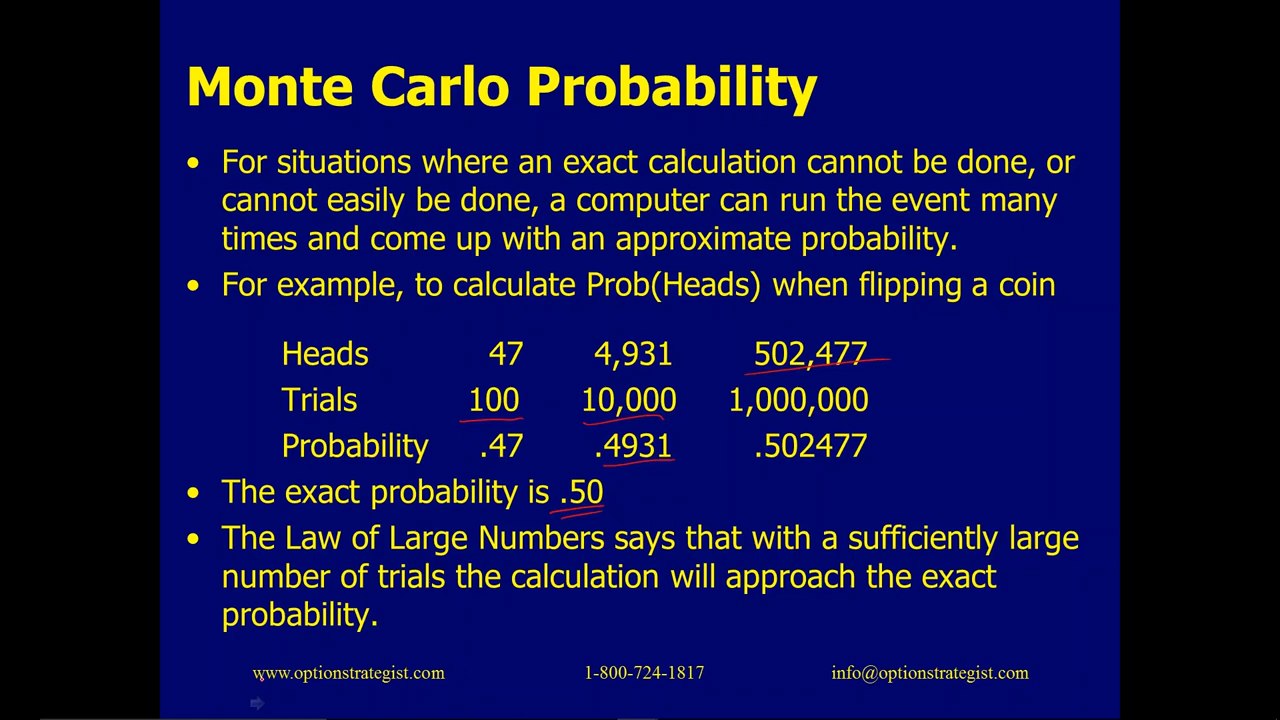 Monte Carlo Probability
• For situations where an exact calculation cannot be done, or
cannot easily be done, a computer can run the event many
times and come up with an approximate probability.
• For example, to calculate Prob(Heads) when flipping a coin
Heads 47 4,931 502,477
Trials 100 10,000 1,000,000
Probability .47 .4931 .502477
• The exact probability is .50
• The Law of Large Numbers says that with a sufficiently large
number of trials the calculation will approach the exact
probability.
www.optionstrategist.com 1-800-724-1817 info@optionstrategist.com